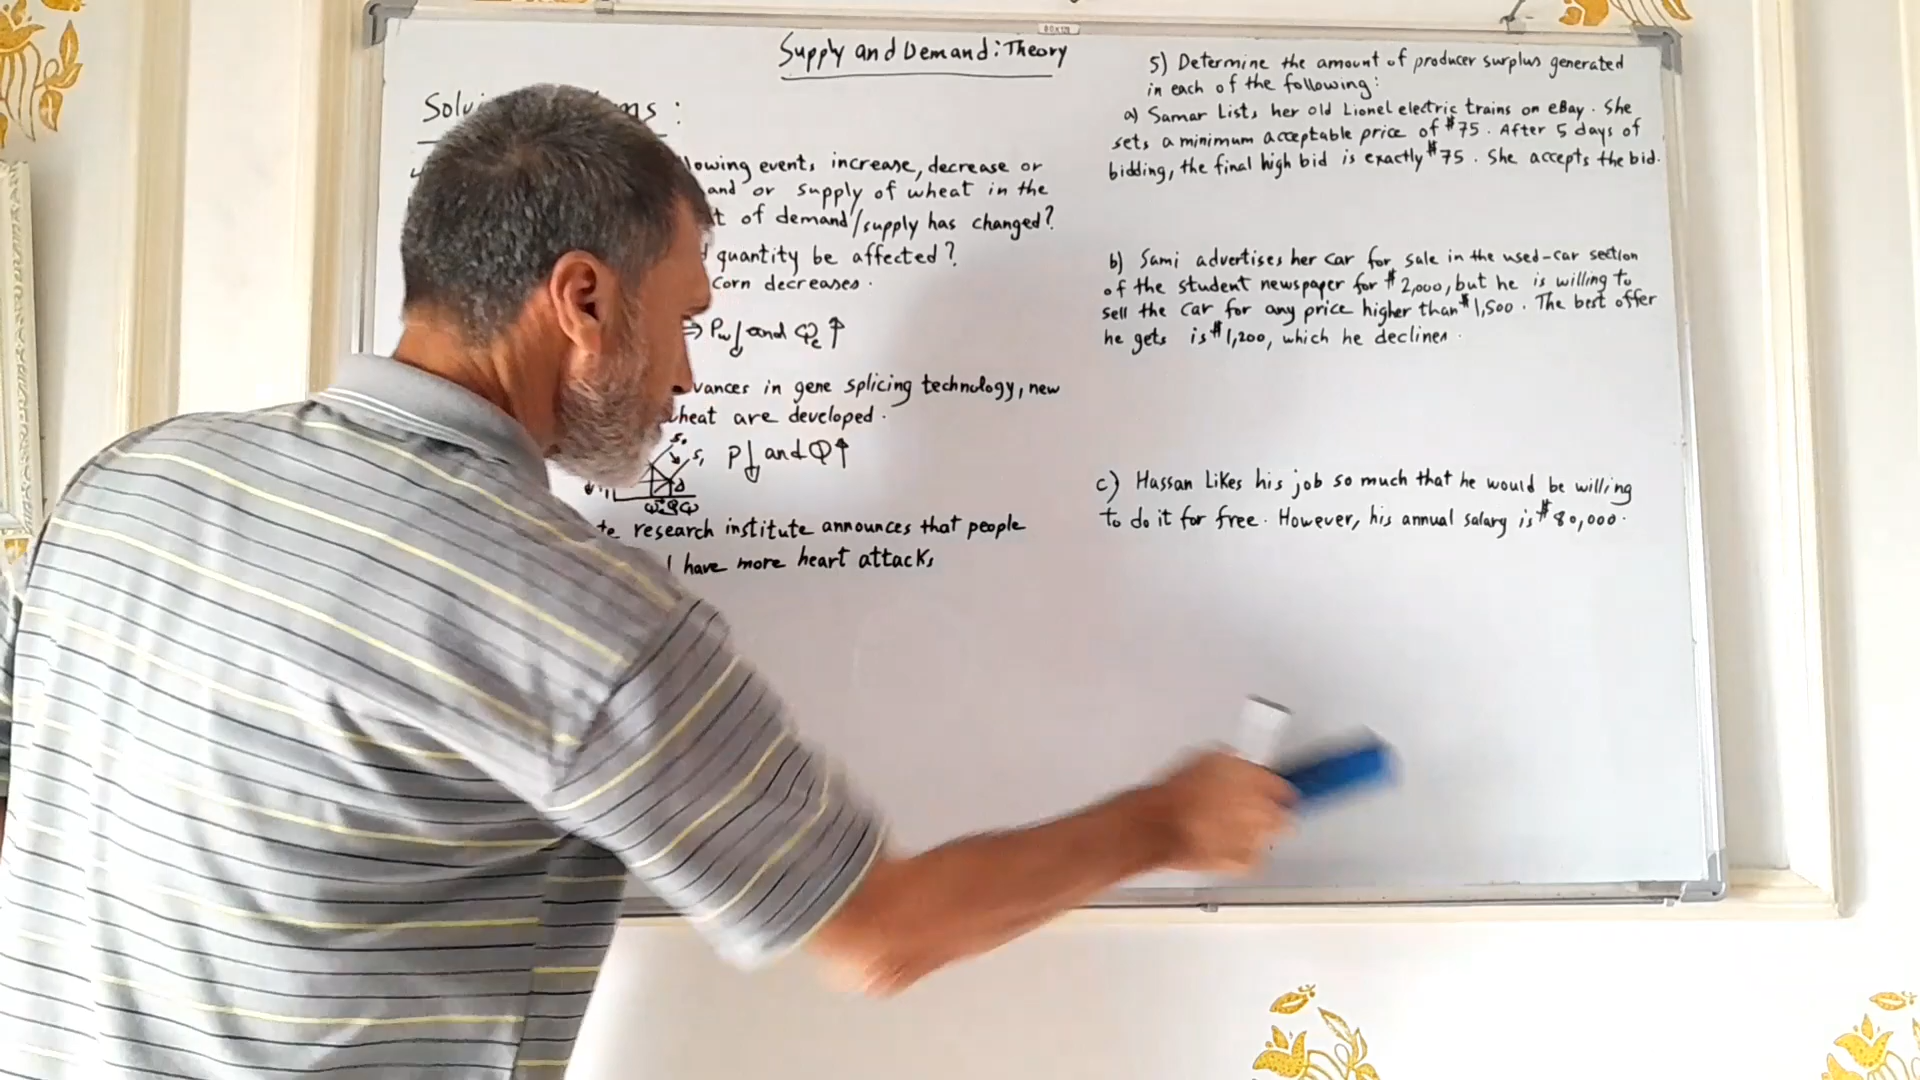 Supply and Demand: Theory
lowing events increase, decrease or
and or supply of wheat in the
t of demand/supply has changed?
quantity be affected?
corn decreases.
⇒ Pw↓ and Qe↑
vances in gene splicing technology, new
heat are developed.
S₀
S₁ P↓ and Q↑
te research institute announces that people
have more heart attacks
5) Determine the amount of producer surplus generated
in each of the following:
a) Samar Lists her old Lionel electric trains on eBay. She
sets a minimum acceptable price of $75. After 5 days of
bidding, the final high bid is exactly $75. She accepts the bid.
b) Sami advertises her car for sale in the used-car section
of the student newspaper for $2,000, but he is willing to
sell the car for any price higher than $1,500. The best offer
he gets is $1,200, which he declines.
c) Hassan Likes his job so much that he would be willing
to do it for free. However, his annual salary is $80,000.